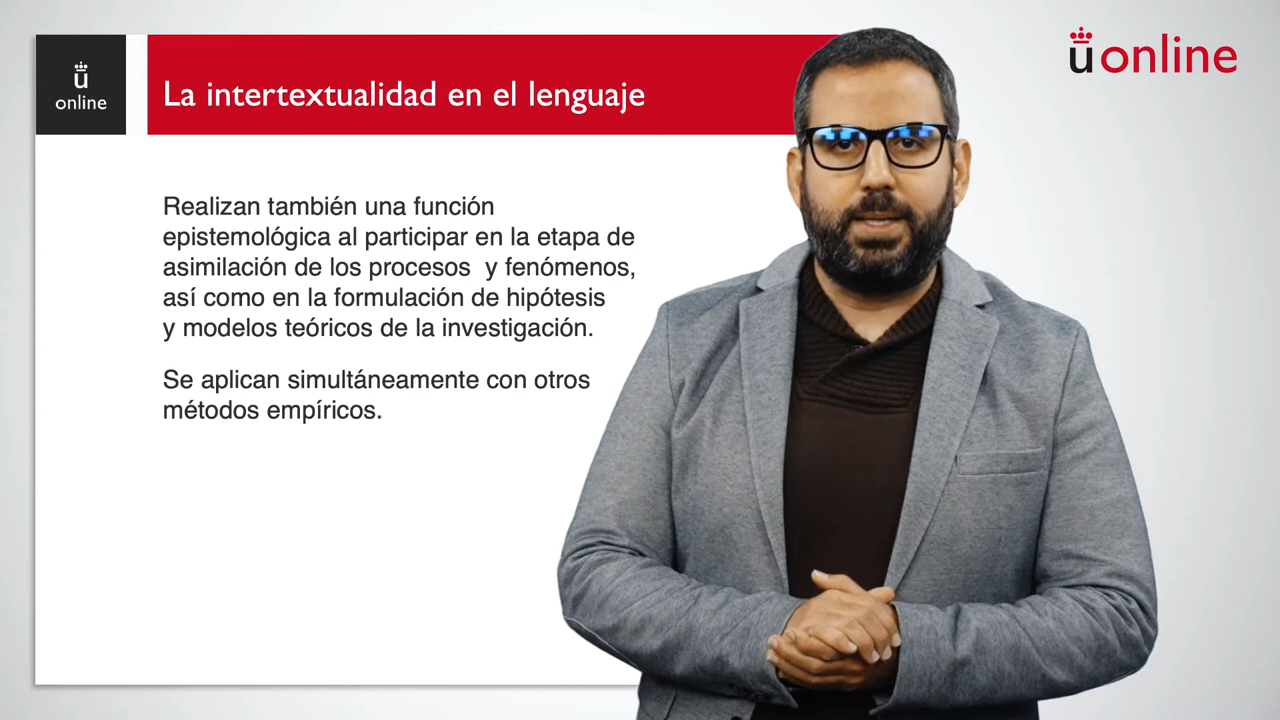 ü
online
La intertextualidad en el lenguaje
üonline
Realizan también una función
epistemológica al participar en la etapa de
asimilación de los procesos  y fenómenos,
así como en la formulación de hipótesis
y modelos teóricos de la investigación.
Se aplican simultáneamente con otros
métodos empíricos.